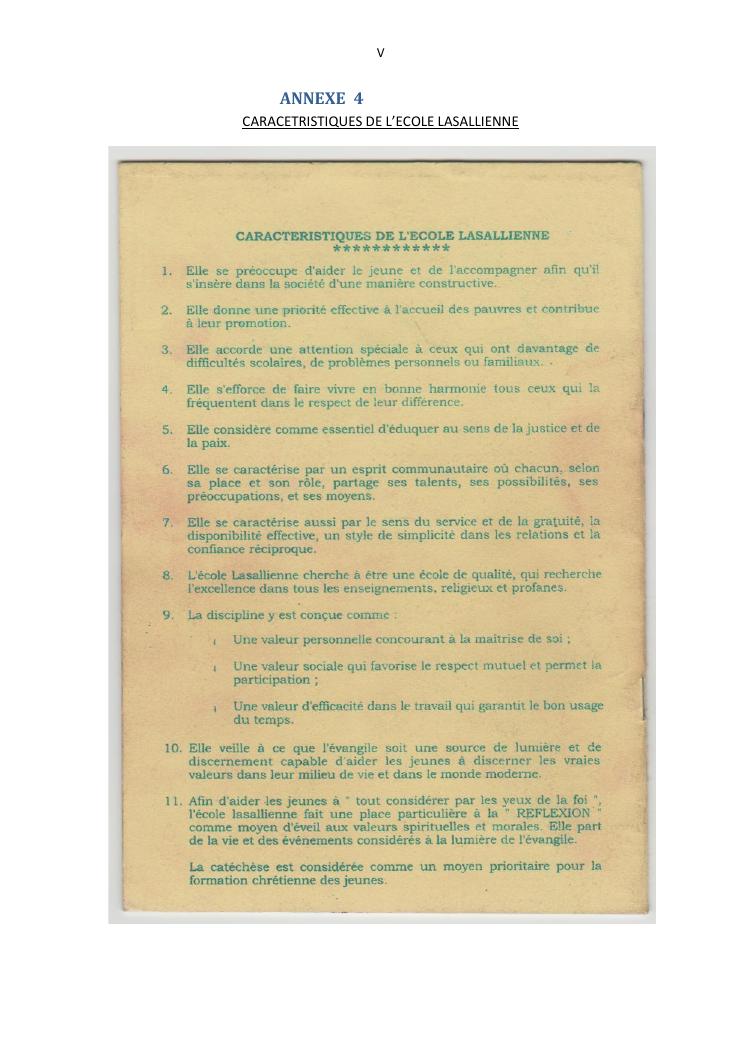 V
ANNEXE 4
CARACETRISTIQUES DE L'ECOLE LASALLIENNE
CARACTERISTIQUES DE L'ECOLE LASALLIENNE
************
1. Elle se préoccupe d'aider le jeune et de l'accompagner afin qu'il
s'insère dans la société d'une manière constructive.
2. Elle donne une priorité effective à l'accueil des pauvres et contribue
à leur promotion.
3. Elle accorde une attention spéciale à ceux qui ont davantage de
difficultés scolaires, de problèmes personnels ou familiaux.
4. Elle s'efforce de faire vivre en bonne harmonie tous ceux qui la
fréquentent dans le respect de leur différence.
5. Elle considère comme essentiel d'éduquer au sens de la justice et de
la paix.
6. Elle se caractérise par un esprit communautaire où chacun, selon
sa place et son rôle, partage ses talents, ses possibilités, ses
préoccupations, et ses moyens.
7. Elle se caractérise aussi par le sens du service et de la gratuité, la
disponibilité effective, un style de simplicité dans les relations et la
confiance réciproque.
8. L'école Lasallienne cherche à être une école de qualité, qui recherche
l'excellence dans tous les enseignements, religieux et profanes.
9. La discipline y est conçue comme :
Une valeur personnelle concourant à la maîtrise de soi ;
Une valeur sociale qui favorise le respect mutuel et permet la
participation ;
Une valeur d'efficacité dans le travail qui garantit le bon usage
du temps.
10. Elle veille à ce que l'évangile soit une source de lumière et de
discernement capable d'aider les jeunes à discerner les vraies
valeurs dans leur milieu de vie et dans le monde moderne.
11. Afin d'aider les jeunes à " tout considérer par les yeux de la foi ",
l'école lasallienne fait une place particulière à la " REFLEXION "
comme moyen d'éveil aux valeurs spirituelles et morales. Elle part
de la vie et des événements considérés à la lumière de l'évangile.
La catéchèse est considérée comme un moyen prioritaire pour la
formation chrétienne des jeunes.